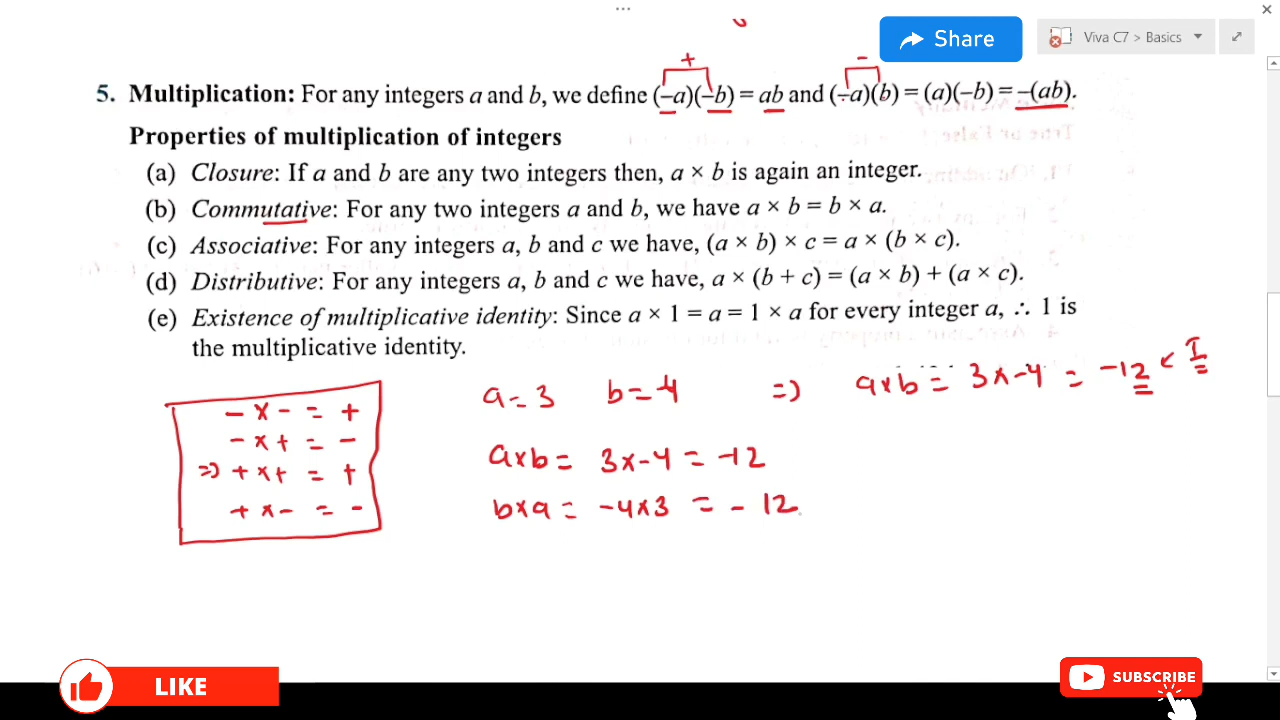 ...
Share
Viva C7 > Basics
+ -
5. Multiplication: For any integers a and b, we define (–a)(–b) = ab and (–a)(b) = (a)(–b) = –(ab).
Properties of multiplication of integers
(a) Closure: If a and b are any two integers then, a × b is again an integer.
(b) Commutative: For any two integers a and b, we have a × b = b × a.
(c) Associative: For any integers a, b and c we have, (a × b) × c = a × (b × c).
(d) Distributive: For any integers a, b and c we have, a × (b + c) = (a × b) + (a × c).
(e) Existence of multiplicative identity: Since a × 1 = a = 1 × a for every integer a, ∴ 1 is
the multiplicative identity.
a = 3 b = -4 => a×b = 3×-4 = -12 < I
- × - = +
- × + = -
=> + × + = +
+ × - = -
a×b = 3×-4 = -12
b×a = -4×3 = -12
LIKE
SUBSCRIBE